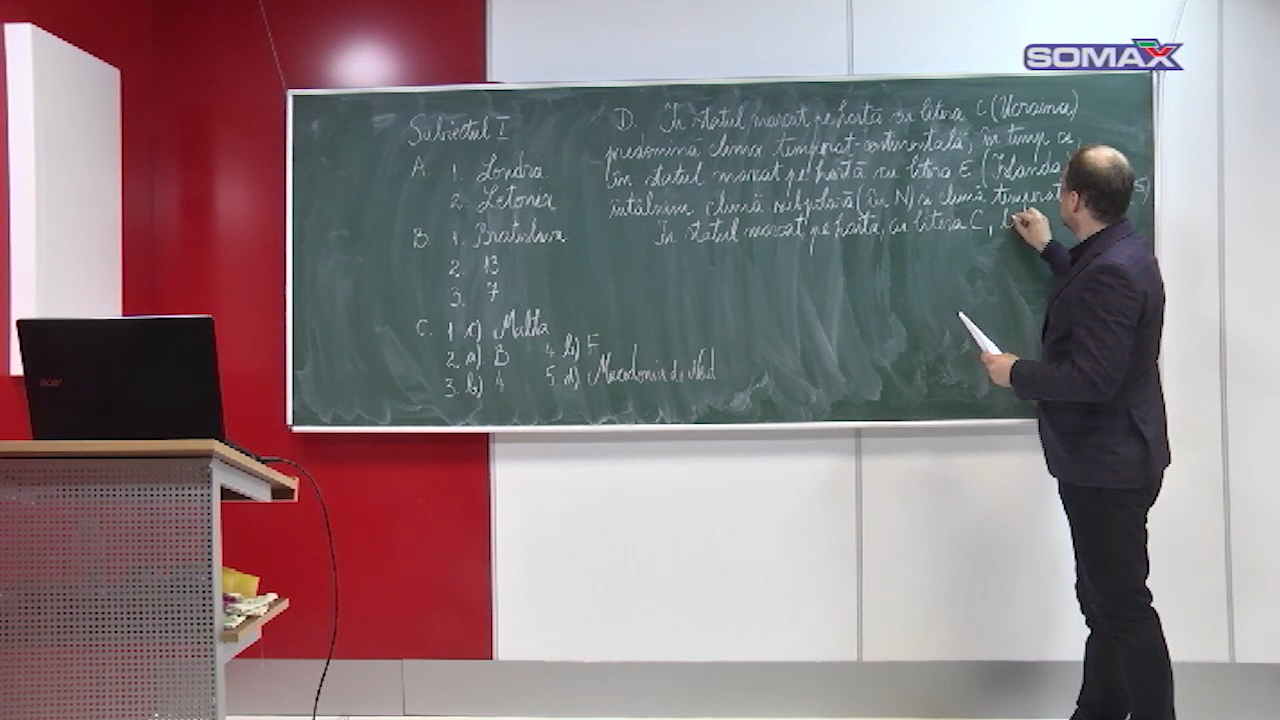 SOMAX
Subiectul I
A. 1. Londra
2. Letonia
B. 1. Bratislava
2. 13
3. 7
C. 1 c) Malta
2. a) B
3. b) 4
4. b) F
5. d) Macedonia de Nord
D. În statul marcat pe hartă cu litera C (Ucraina)
predomină clima temperat-continentală, în timp ce,
în statul marcat pe hartă cu litera E (Islanda
întâlnim climă subpolară (în N) și climă temperat S)
În statul marcat pe hartă, cu litera C,
acer